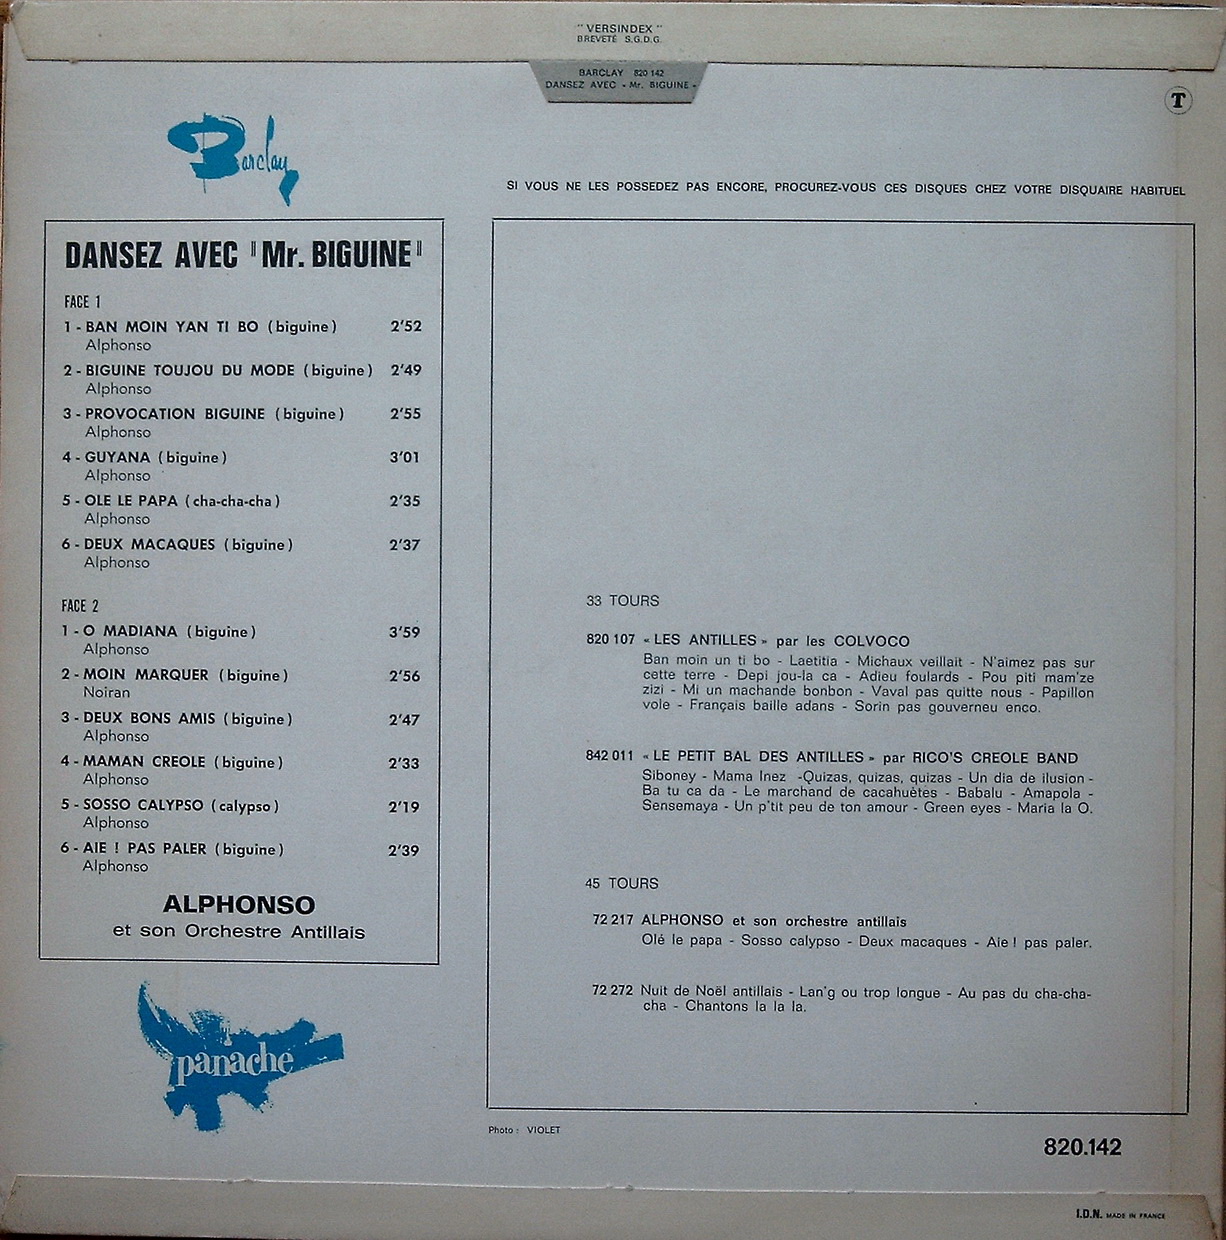 " VERSINDEX "
BREVETÉ S.G.D.G.
BARCLAY 820 142
DANSEZ AVEC « Mr. BIGUINE »
T
Barclay
SI VOUS NE LES POSSEDEZ PAS ENCORE, PROCUREZ-VOUS CES DISQUES CHEZ VOTRE DISQUAIRE HABITUEL
DANSEZ AVEC "Mr. BIGUINE"
FACE 1
1 - BAN MOIN YAN TI BO (biguine) 2'52
Alphonso
2 - BIGUINE TOUJOU DU MODE (biguine) 2'49
Alphonso
3 - PROVOCATION BIGUINE (biguine) 2'55
Alphonso
4 - GUYANA (biguine) 3'01
Alphonso
5 - OLE LE PAPA (cha-cha-cha) 2'35
Alphonso
6 - DEUX MACAQUES (biguine) 2'37
Alphonso
FACE 2
1 - O MADIANA (biguine) 3'59
Alphonso
2 - MOIN MARQUER (biguine) 2'56
Noiran
3 - DEUX BONS AMIS (biguine) 2'47
Alphonso
4 - MAMAN CREOLE (biguine) 2'33
Alphonso
5 - SOSSO CALYPSO (calypso) 2'19
Alphonso
6 - AIE ! PAS PALER (biguine) 2'39
Alphonso
ALPHONSO
et son Orchestre Antillais
panache
33 TOURS
820 107 « LES ANTILLES » par les COLVOCO
Ban moin un ti bo - Laetitia - Michaux veillait - N'aimez pas sur
cette terre - Depi jou-la ca - Adieu foulards - Pou piti mam'ze
zizi - Mi un machande bonbon - Vaval pas quitte nous - Papillon
vole - Français baille adans - Sorin pas gouverneu enco.
842 011 « LE PETIT BAL DES ANTILLES » par RICO'S CREOLE BAND
Siboney - Mama Inez -Quizas, quizas, quizas - Un dia de ilusion -
Ba tu ca da - Le marchand de cacahuètes - Babalu - Amapola -
Sensemaya - Un p'tit peu de ton amour - Green eyes - Maria la O.
45 TOURS
72 217 ALPHONSO et son orchestre antillais
Olé le papa - Sosso calypso - Deux macaques - Aïe ! pas paler.
72 272 Nuit de Noël antillais - Lan'g ou trop longue - Au pas du cha-cha-
cha - Chantons la la la.
Photo : VIOLET
820.142
I.D.N. MADE IN FRANCE